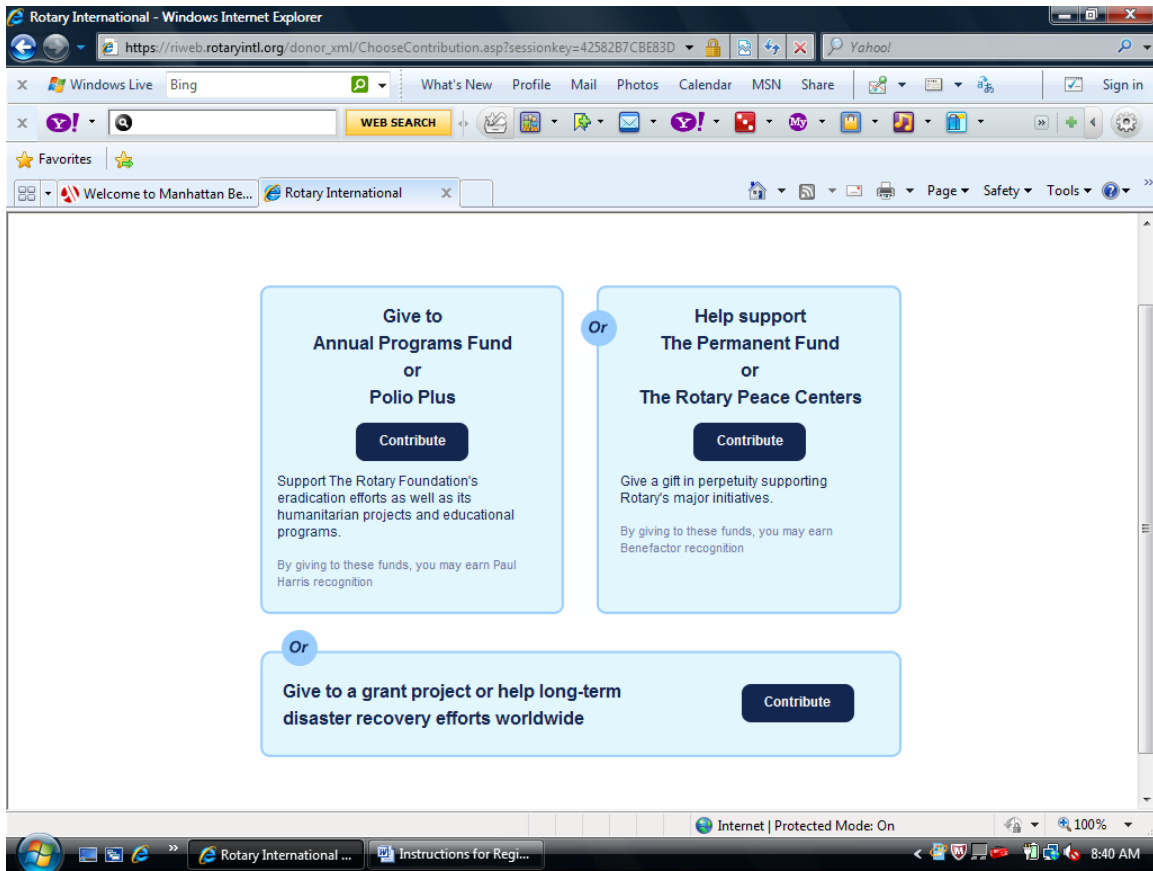 Rotary International - Windows Internet Explorer
https://riweb.rotaryintl.org/donor_xml/ChooseContribution.asp?sessionkey=42582B7CBE83D
Yahoo!
x Windows Live Bing What's New Profile Mail Photos Calendar MSN Share Sign in
x Y! WEB SEARCH Y! My
Favorites
Welcome to Manhattan Be... Rotary International x Page Safety Tools
Give to
Annual Programs Fund
or
Polio Plus
Contribute
Support The Rotary Foundation's
eradication efforts as well as its
humanitarian projects and educational
programs.
By giving to these funds, you may earn Paul
Harris recognition
Or
Help support
The Permanent Fund
or
The Rotary Peace Centers
Contribute
Give a gift in perpetuity supporting
Rotary's major initiatives.
By giving to these funds, you may earn
Benefactor recognition
Or
Give to a grant project or help long-term
disaster recovery efforts worldwide
Contribute
Internet | Protected Mode: On 100%
Rotary International ... Instructions for Regi... 8:40 AM